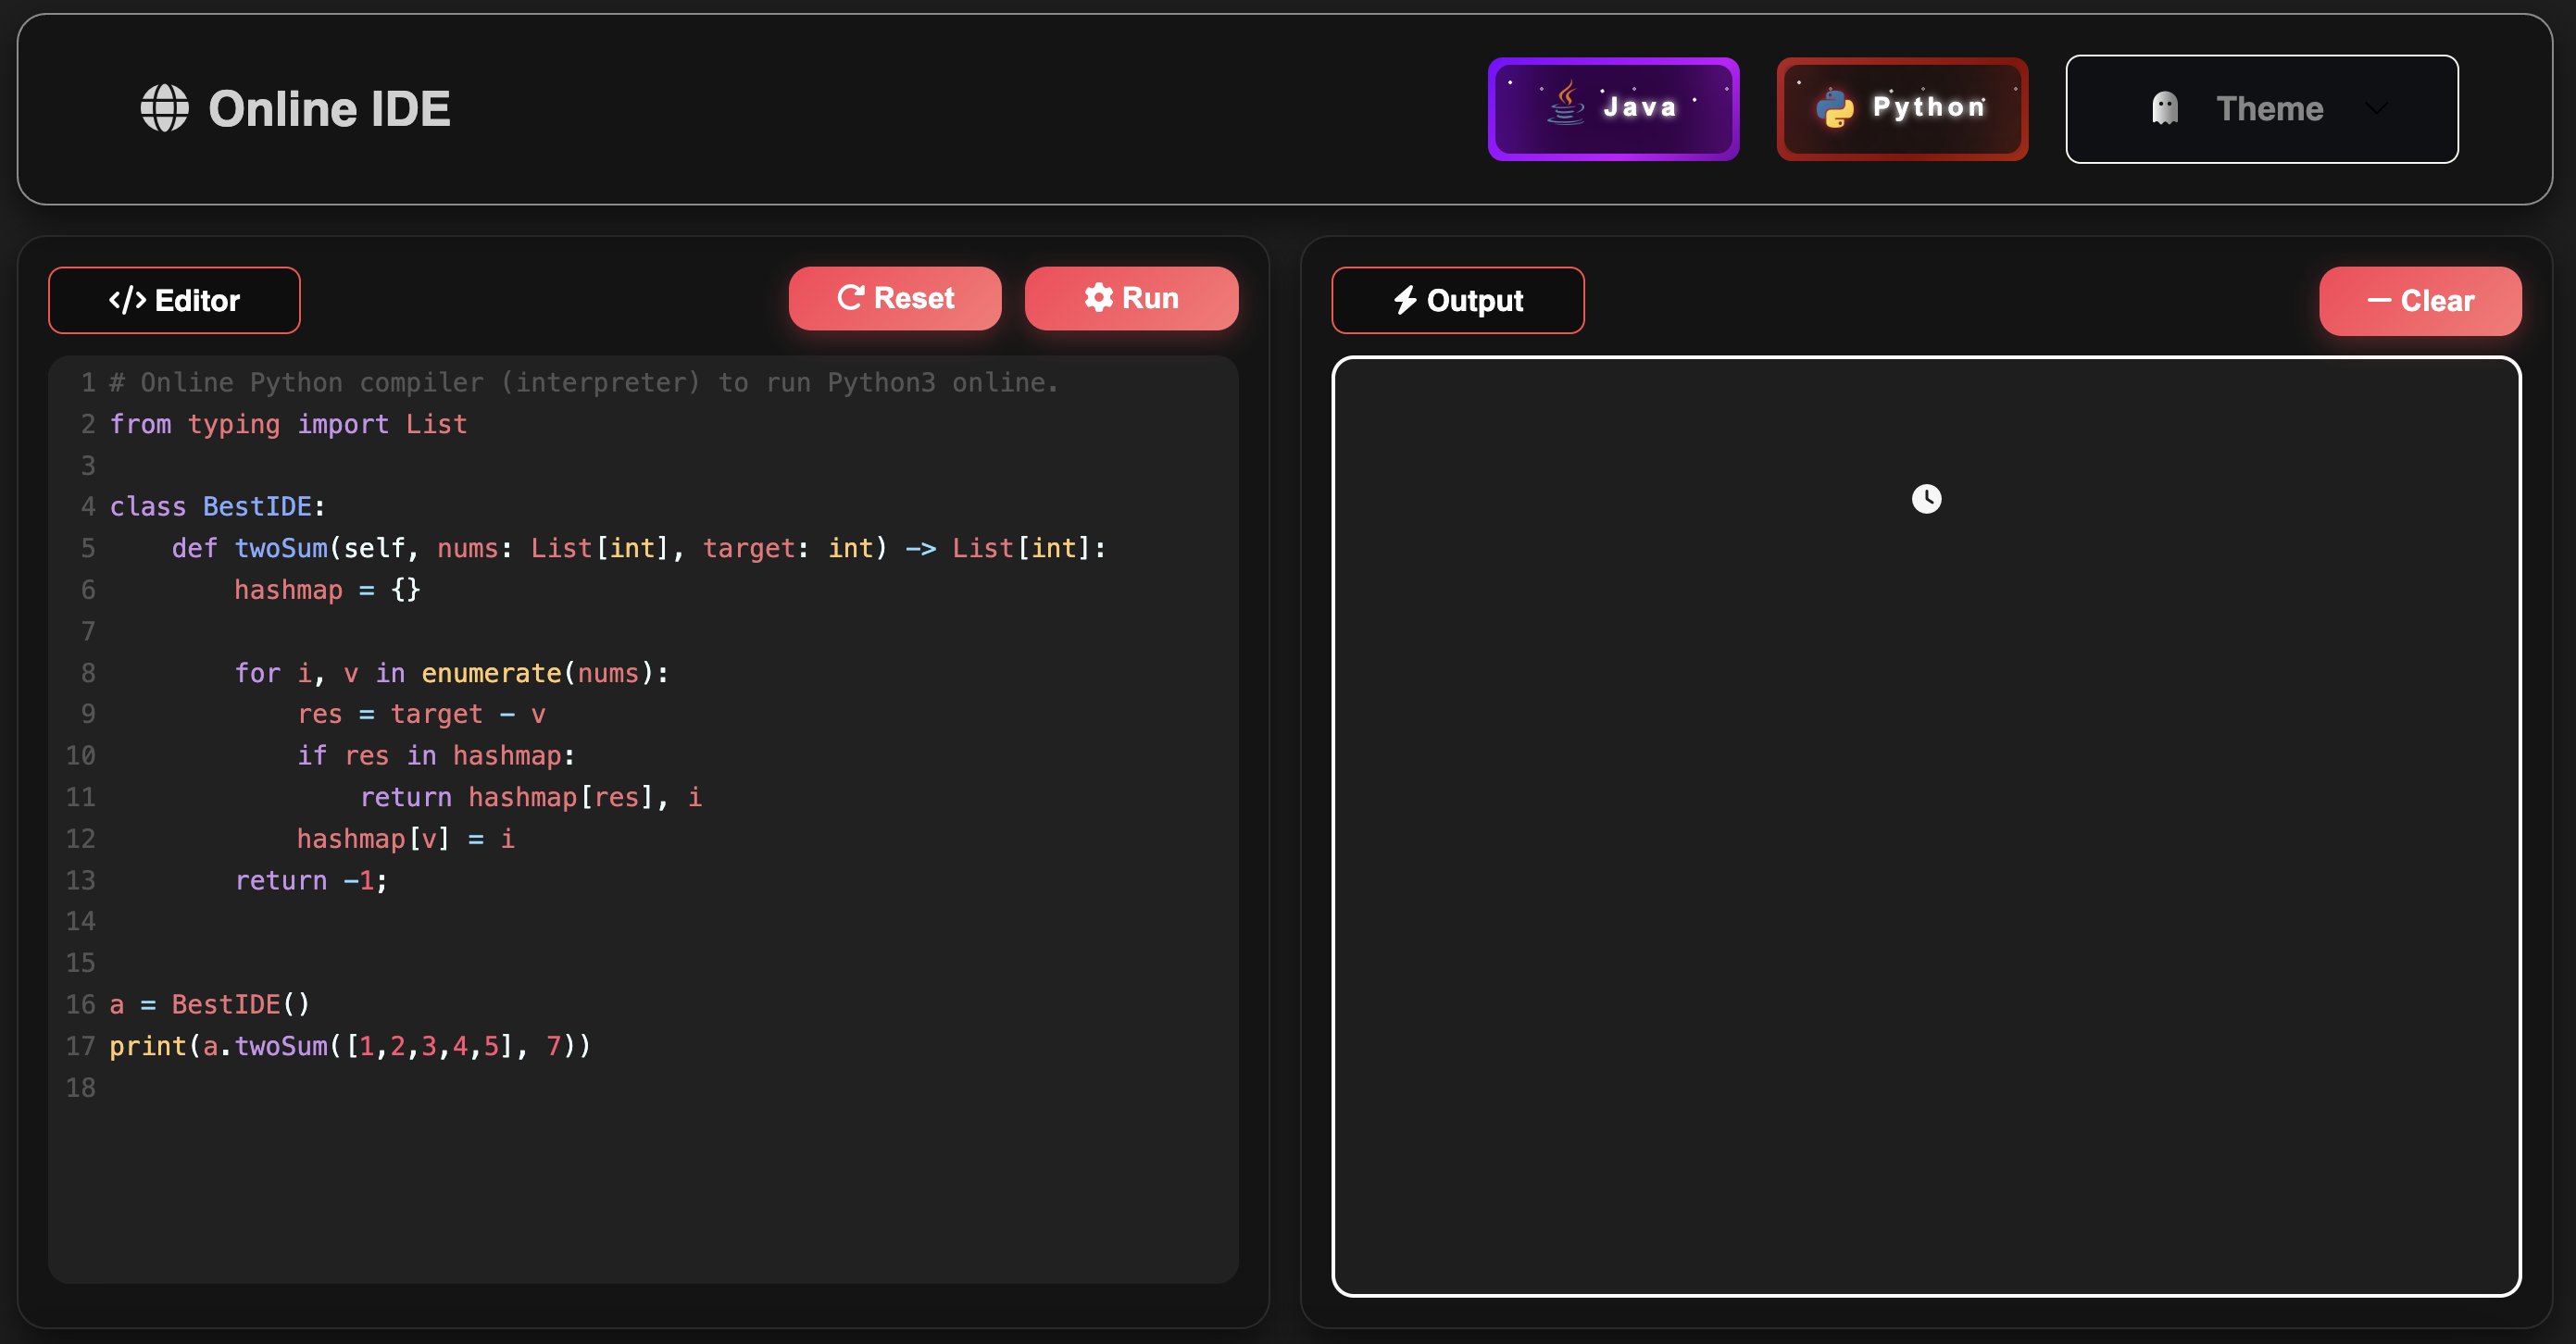 Online IDE
Java
Python
Theme
</> Editor
Reset
Run
Output
Clear
1 # Online Python compiler (interpreter) to run Python3 online.
2 from typing import List
3
4 class BestIDE:
5     def twoSum(self, nums: List[int], target: int) -> List[int]:
6         hashmap = {}
7
8         for i, v in enumerate(nums):
9             res = target - v
10             if res in hashmap:
11                 return hashmap[res], i
12             hashmap[v] = i
13         return -1;
14
15
16 a = BestIDE()
17 print(a.twoSum([1,2,3,4,5], 7))
18